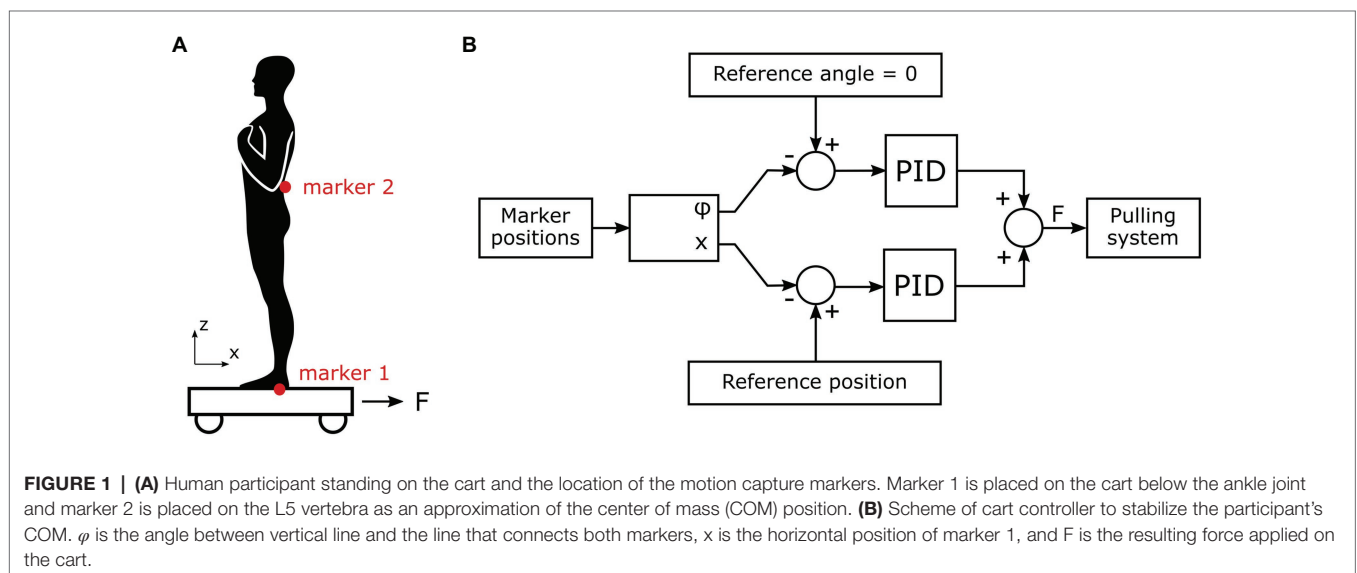 A
marker 2
z
x
marker 1
F
B
Reference angle = 0
- +
PID
Marker
positions
φ
x
+
+
F
Pulling
system
PID
- +
Reference position
FIGURE 1 | (A) Human participant standing on the cart and the location of the motion capture markers. Marker 1 is placed on the cart below the ankle joint
and marker 2 is placed on the L5 vertebra as an approximation of the center of mass (COM) position. (B) Scheme of cart controller to stabilize the participant's
COM. φ is the angle between vertical line and the line that connects both markers, x is the horizontal position of marker 1, and F is the resulting force applied on
the cart.